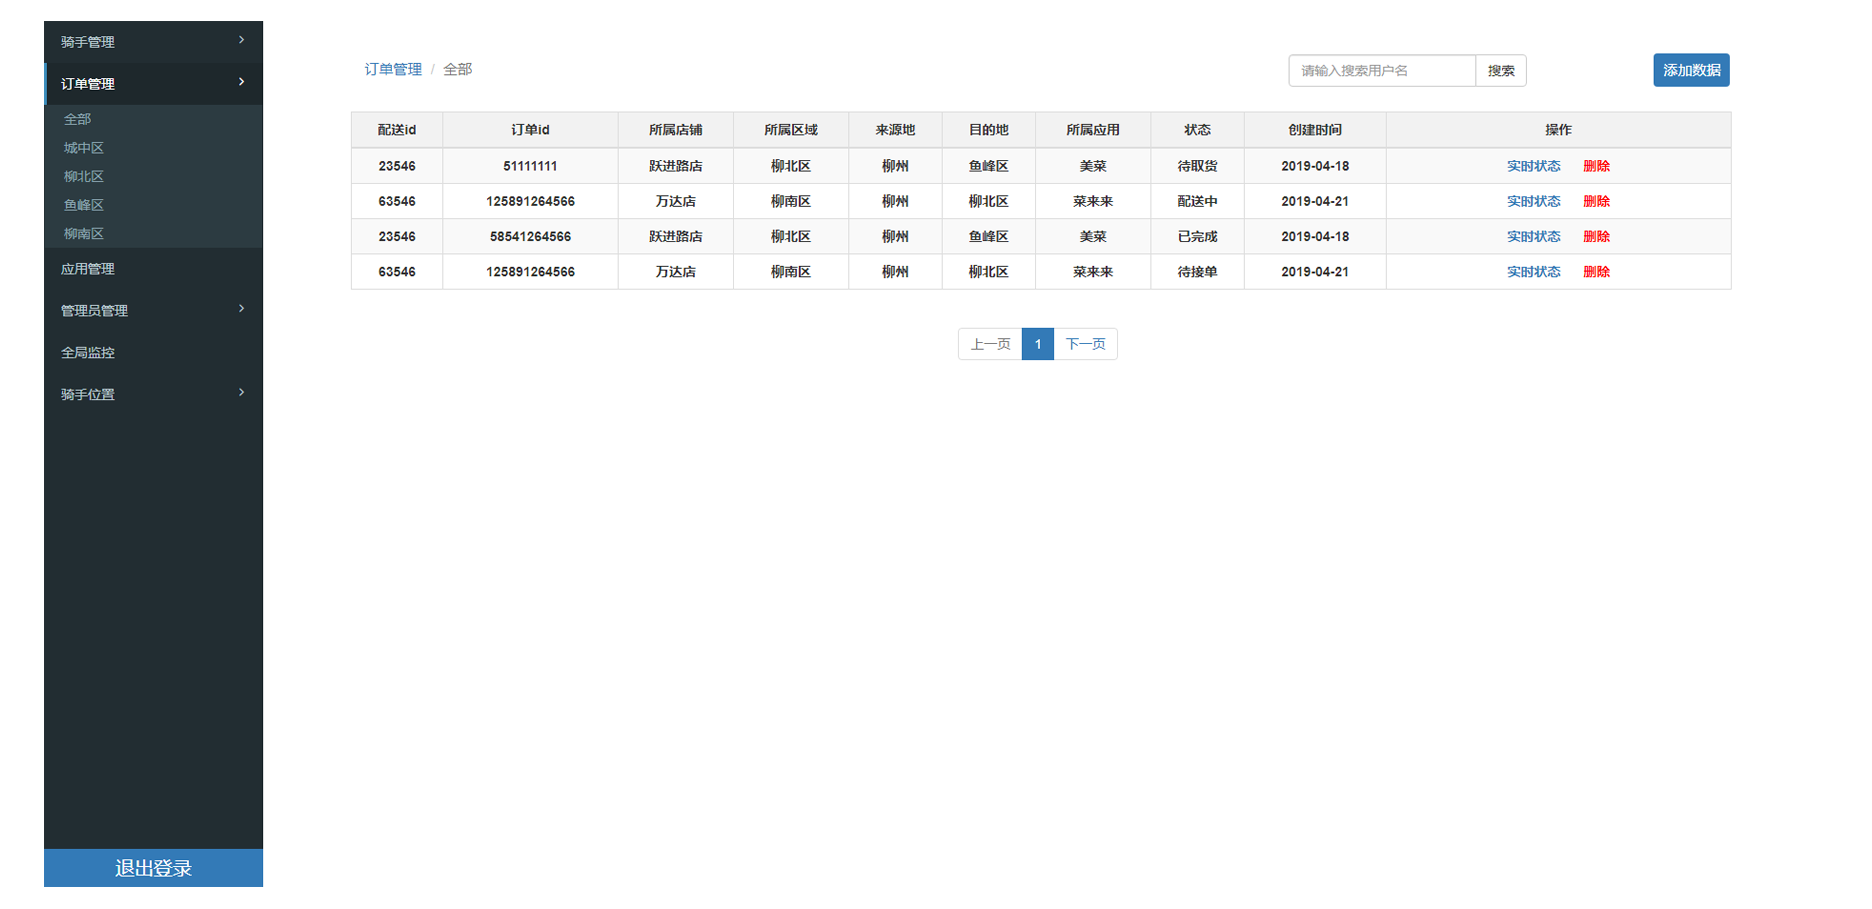 骑手管理
订单管理
全部
城中区
柳北区
鱼峰区
柳南区
应用管理
管理员管理
全局监控
骑手位置
退出登录
订单管理 / 全部
请输入搜索用户名 搜索 添加数据
配送id 订单id 所属店铺 所属区域 来源地 目的地 所属应用 状态 创建时间 操作
23546 51111111 跃进路店 柳北区 柳州 鱼峰区 美菜 待取货 2019-04-18 实时状态 删除
63546 125891264566 万达店 柳南区 柳州 柳北区 菜来来 配送中 2019-04-21 实时状态 删除
23546 58541264566 跃进路店 柳北区 柳州 鱼峰区 美菜 已完成 2019-04-18 实时状态 删除
63546 125891264566 万达店 柳南区 柳州 柳北区 菜来来 待接单 2019-04-21 实时状态 删除
上一页 1 下一页